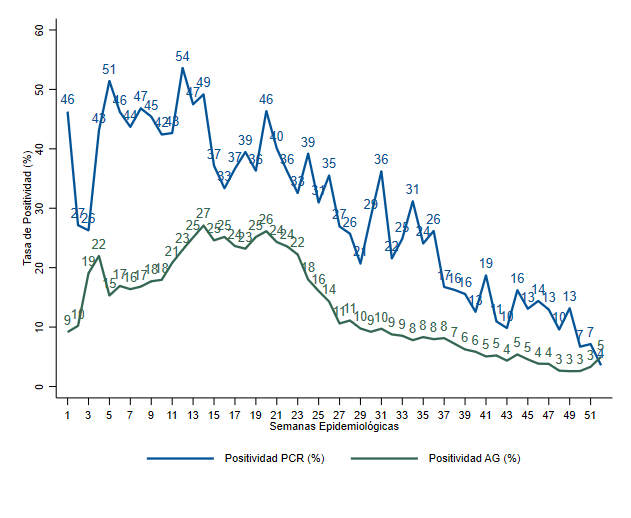 60
50
40
30
20
10
0
Tasa de Positividad (%)
46 27 26 43 51 46 44 47 45 42 43 54 47 49 37 33 37 39 36 46 40 36 33 39 31 35 27 26 21 29 36 22 25 31 24 26 17 16 16 13 19 11 10 16 13 14 13 10 13 7 7 4
9 10 19 22 15 17 16 17 18 18 21 23 25 27 25 25 24 23 25 26 24 24 22 18 16 14 11 11 10 9 10 9 9 8 8 8 8 7 6 6 5 5 4 5 5 4 4 3 3 3 3 5
1 3 5 7 9 11 13 15 17 19 21 23 25 27 29 31 33 35 37 39 41 43 45 47 49 51
Semanas Epidemiológicas
Positividad PCR (%) Positividad AG (%)